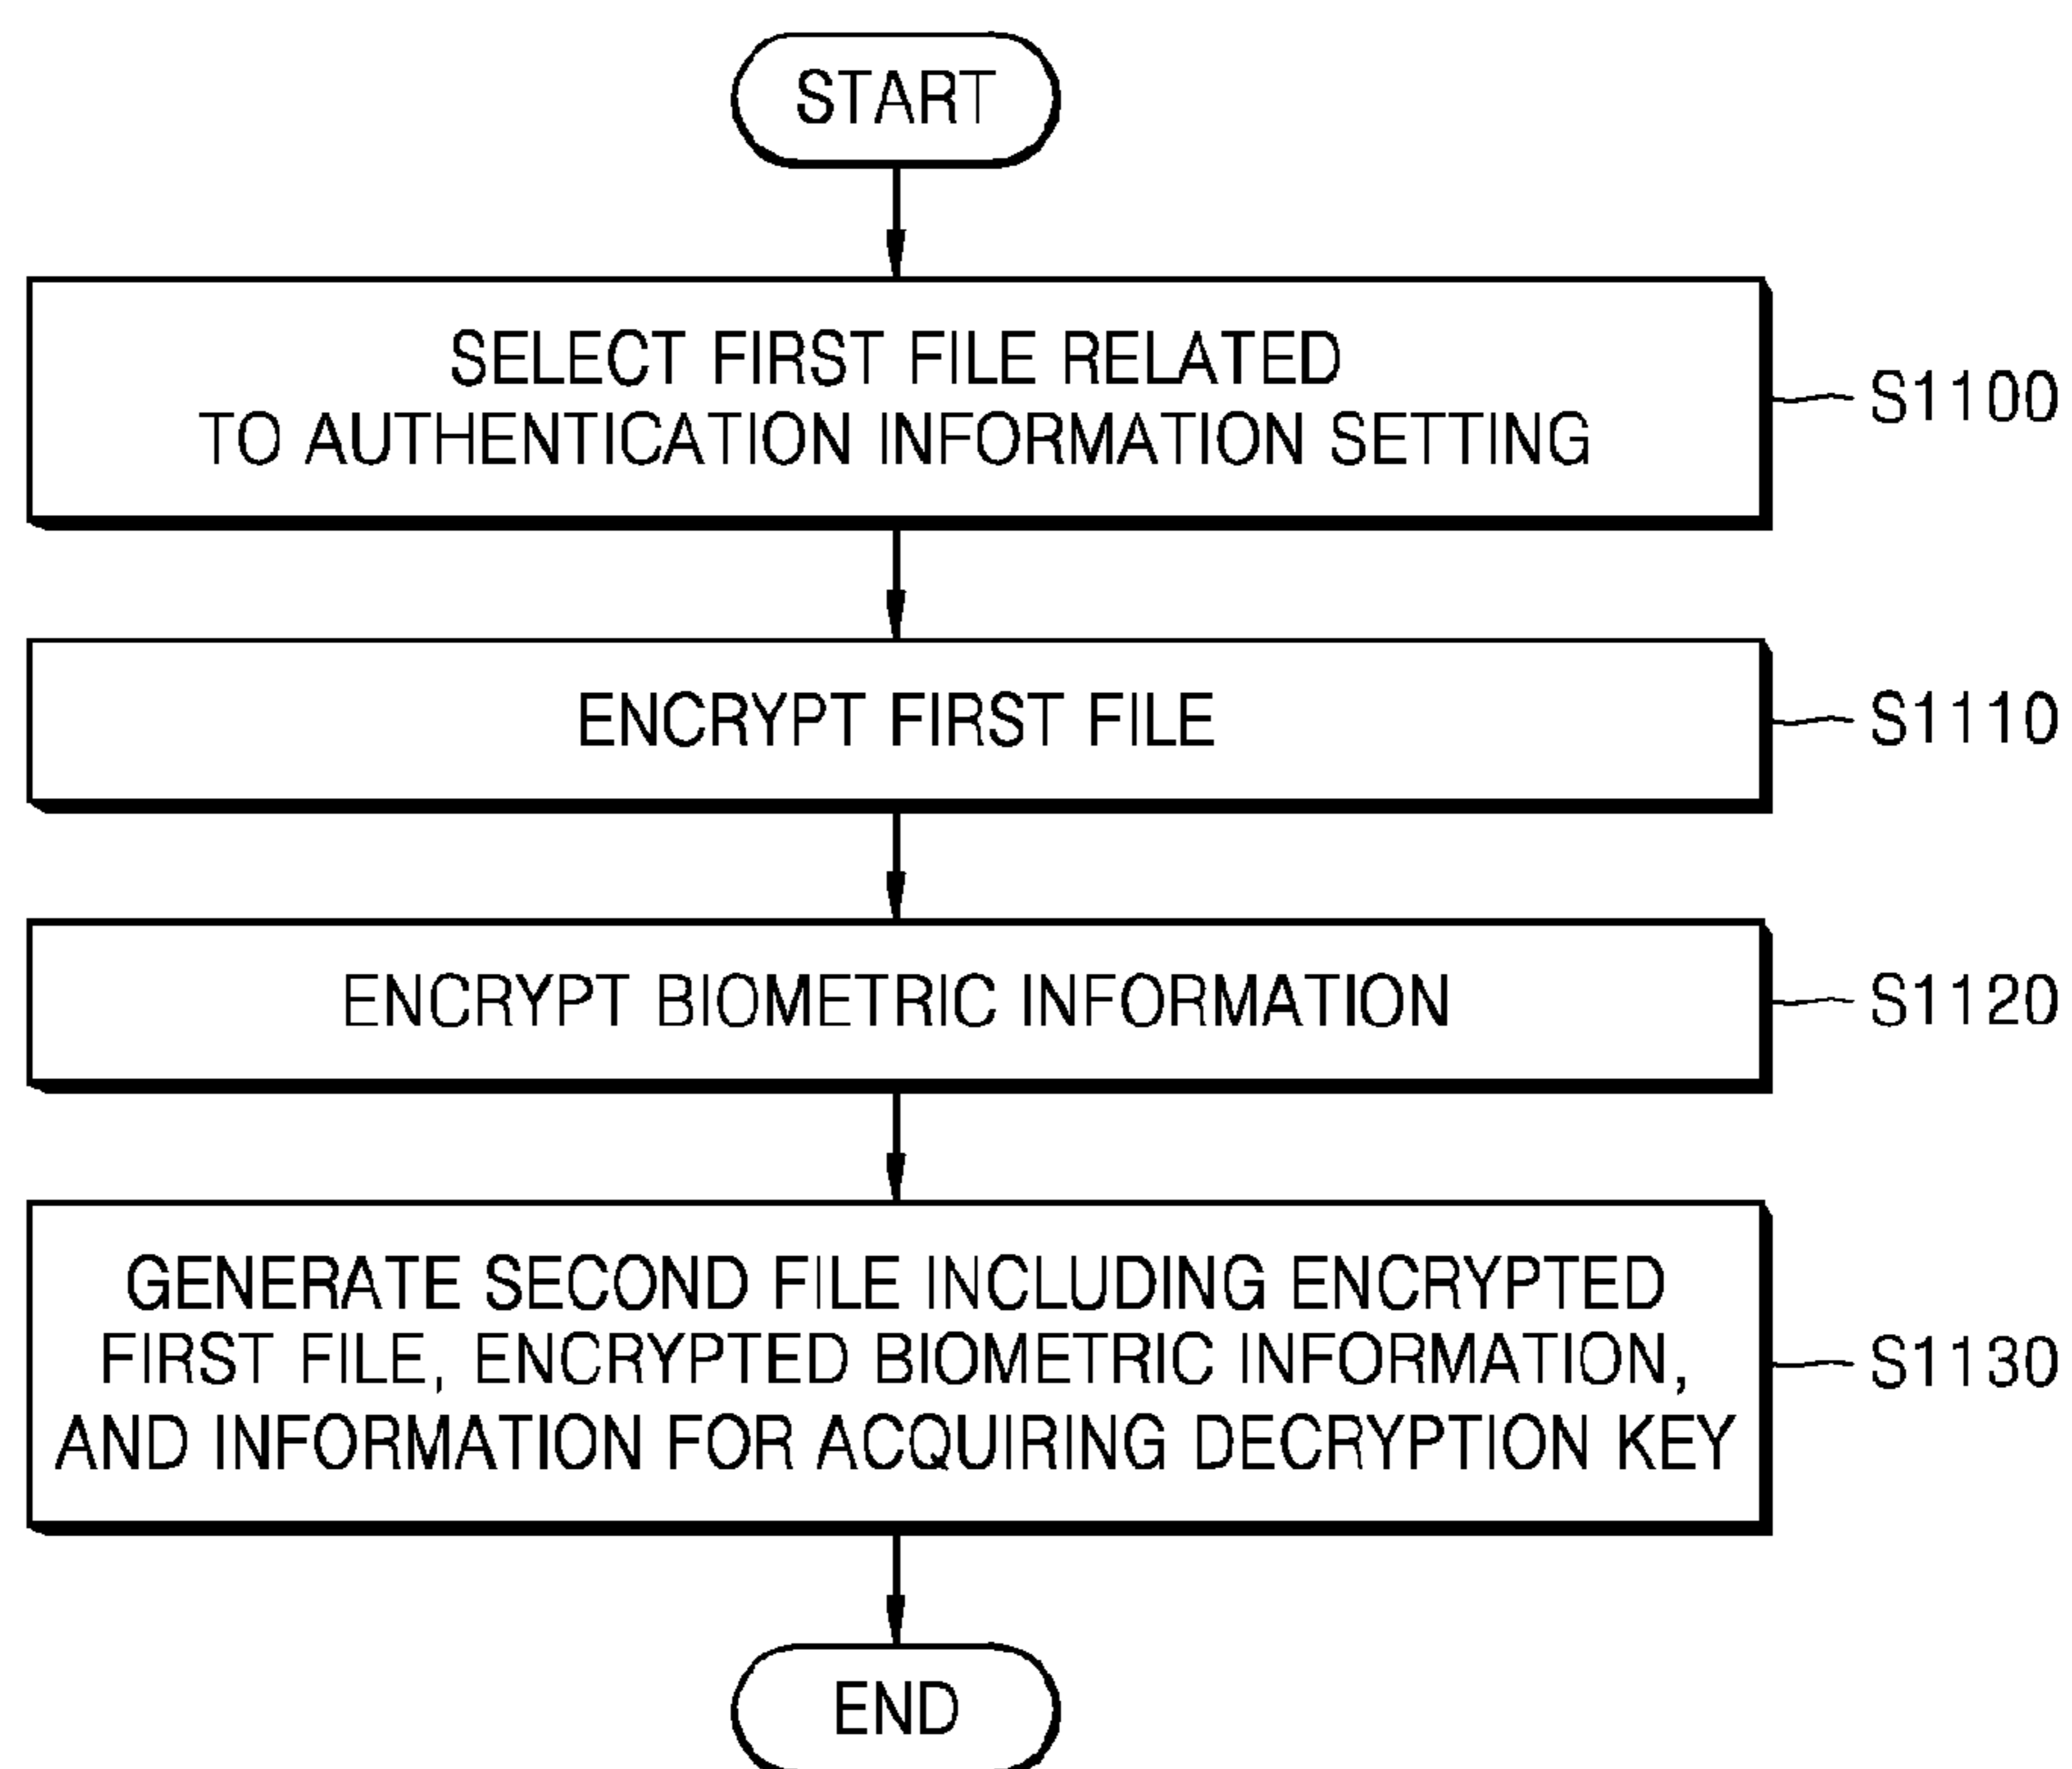 START
SELECT FIRST FILE RELATED
TO AUTHENTICATION INFORMATION SETTING
S1100
ENCRYPT FIRST FILE
S1110
ENCRYPT BIOMETRIC INFORMATION
S1120
GENERATE SECOND FILE INCLUDING ENCRYPTED
FIRST FILE, ENCRYPTED BIOMETRIC INFORMATION,
AND INFORMATION FOR ACQUIRING DECRYPTION KEY
S1130
END